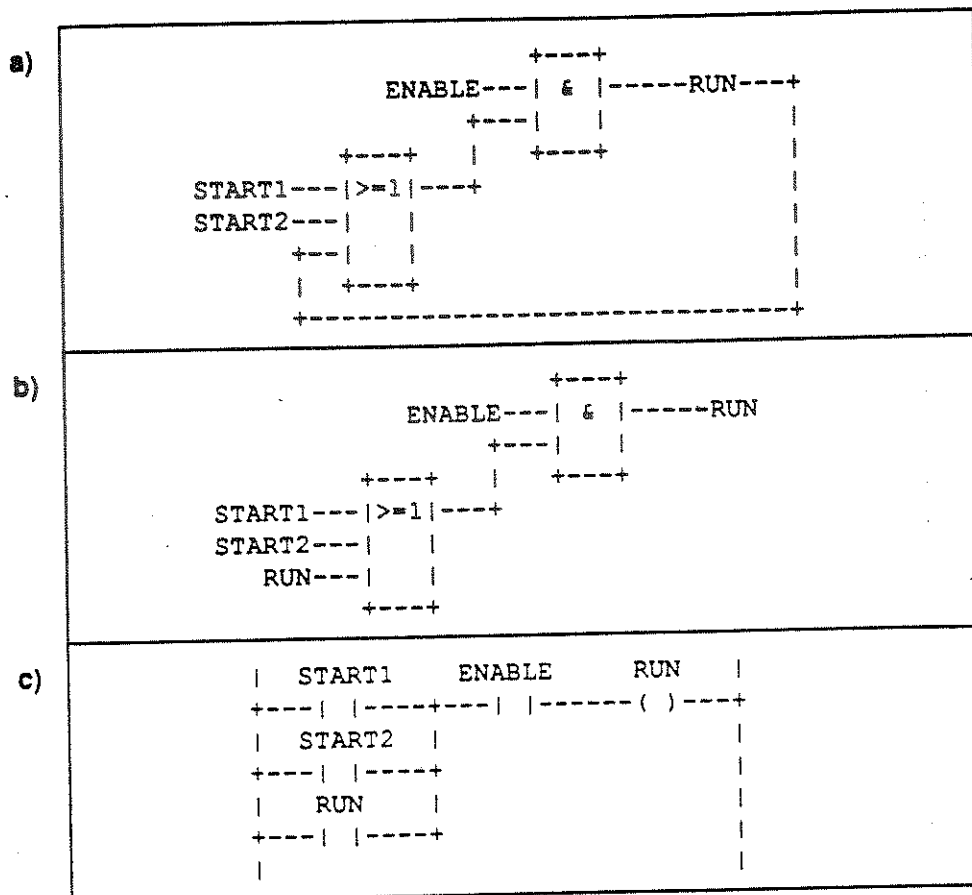 a)
+----+
ENABLE---| & |-----RUN---+
+---| | |
+----+ | +----+ |
START1---|>=1|---+ |
START2---| | |
+--| | |
| +----+ |
+------------------------------+
b)
+----+
ENABLE---| & |-----RUN
+---| |
+----+ | +----+
START1---|>=1|---+
START2---| |
RUN---| |
+----+
c)
| START1 ENABLE RUN |
+---| |----+---| |------( )---+
| START2 | |
+---| |----+ |
| RUN | |
+---| |----+ |
| |